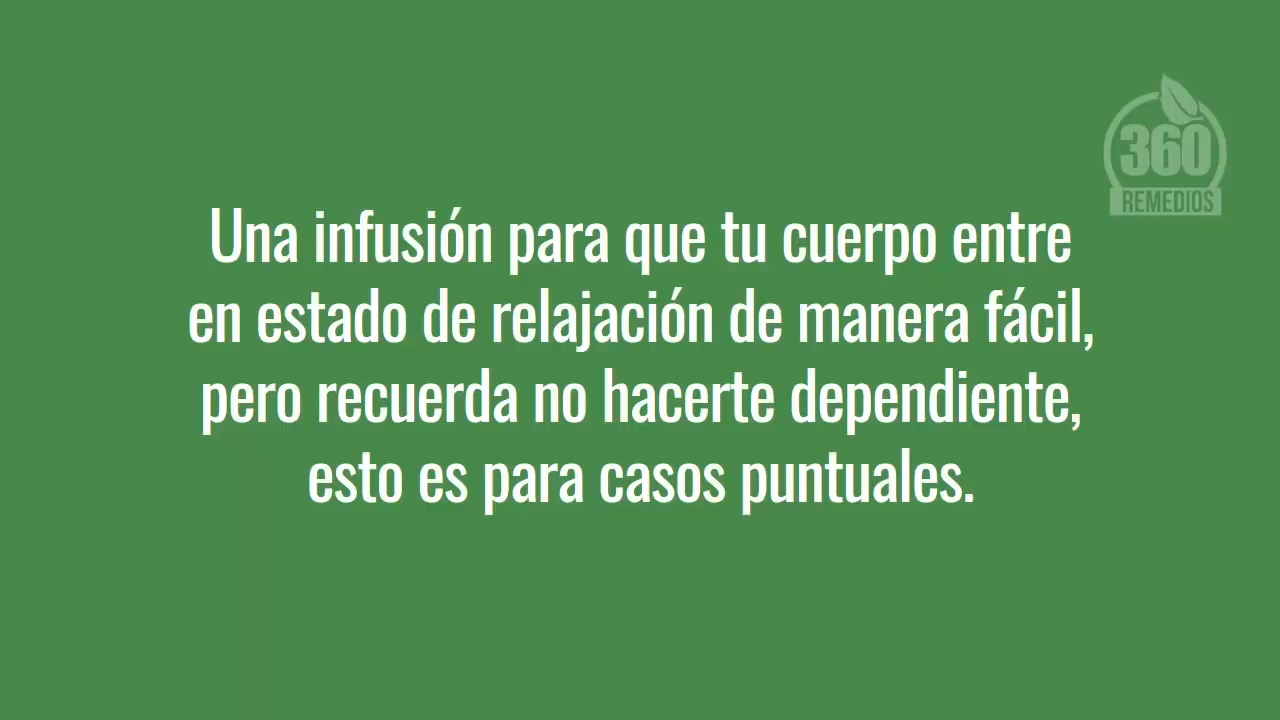 360
REMEDIOS
Una infusión para que tu cuerpo entre
en estado de relajación de manera fácil,
pero recuerda no hacerte dependiente,
esto es para casos puntuales.